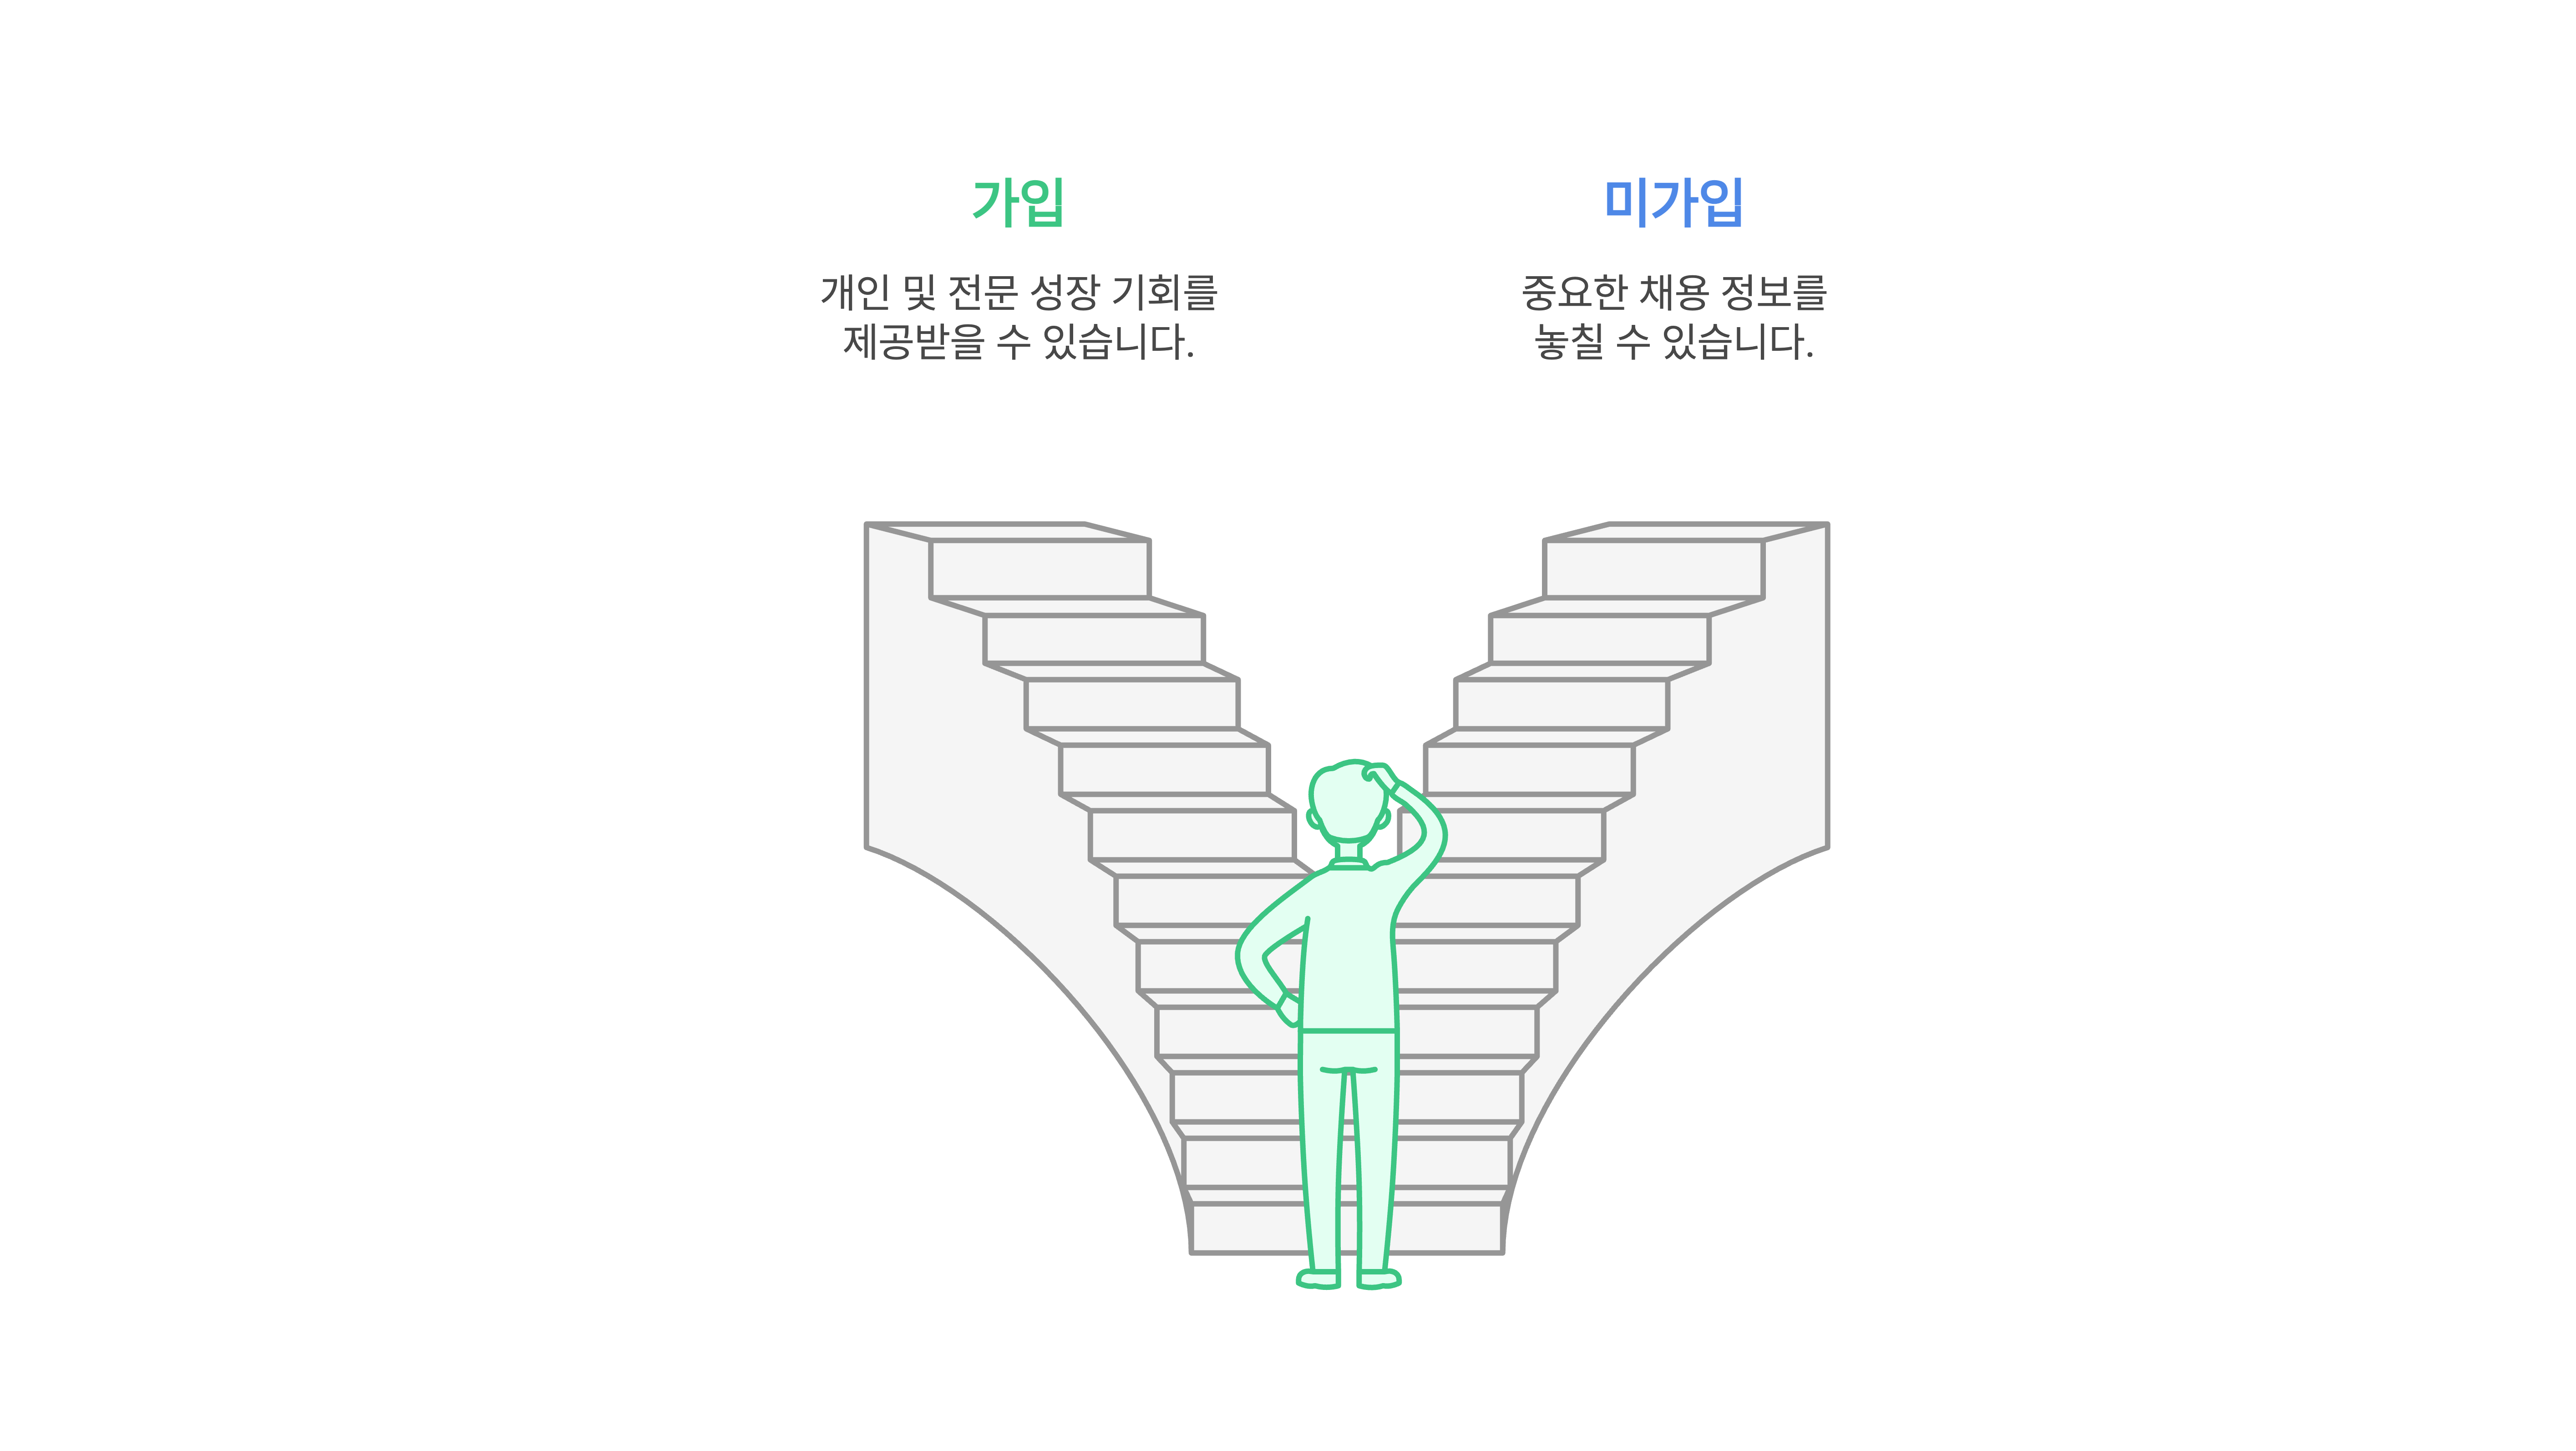 가입
개인 및 전문 성장 기회를
제공받을 수 있습니다.
미가입
중요한 채용 정보를
놓칠 수 있습니다.